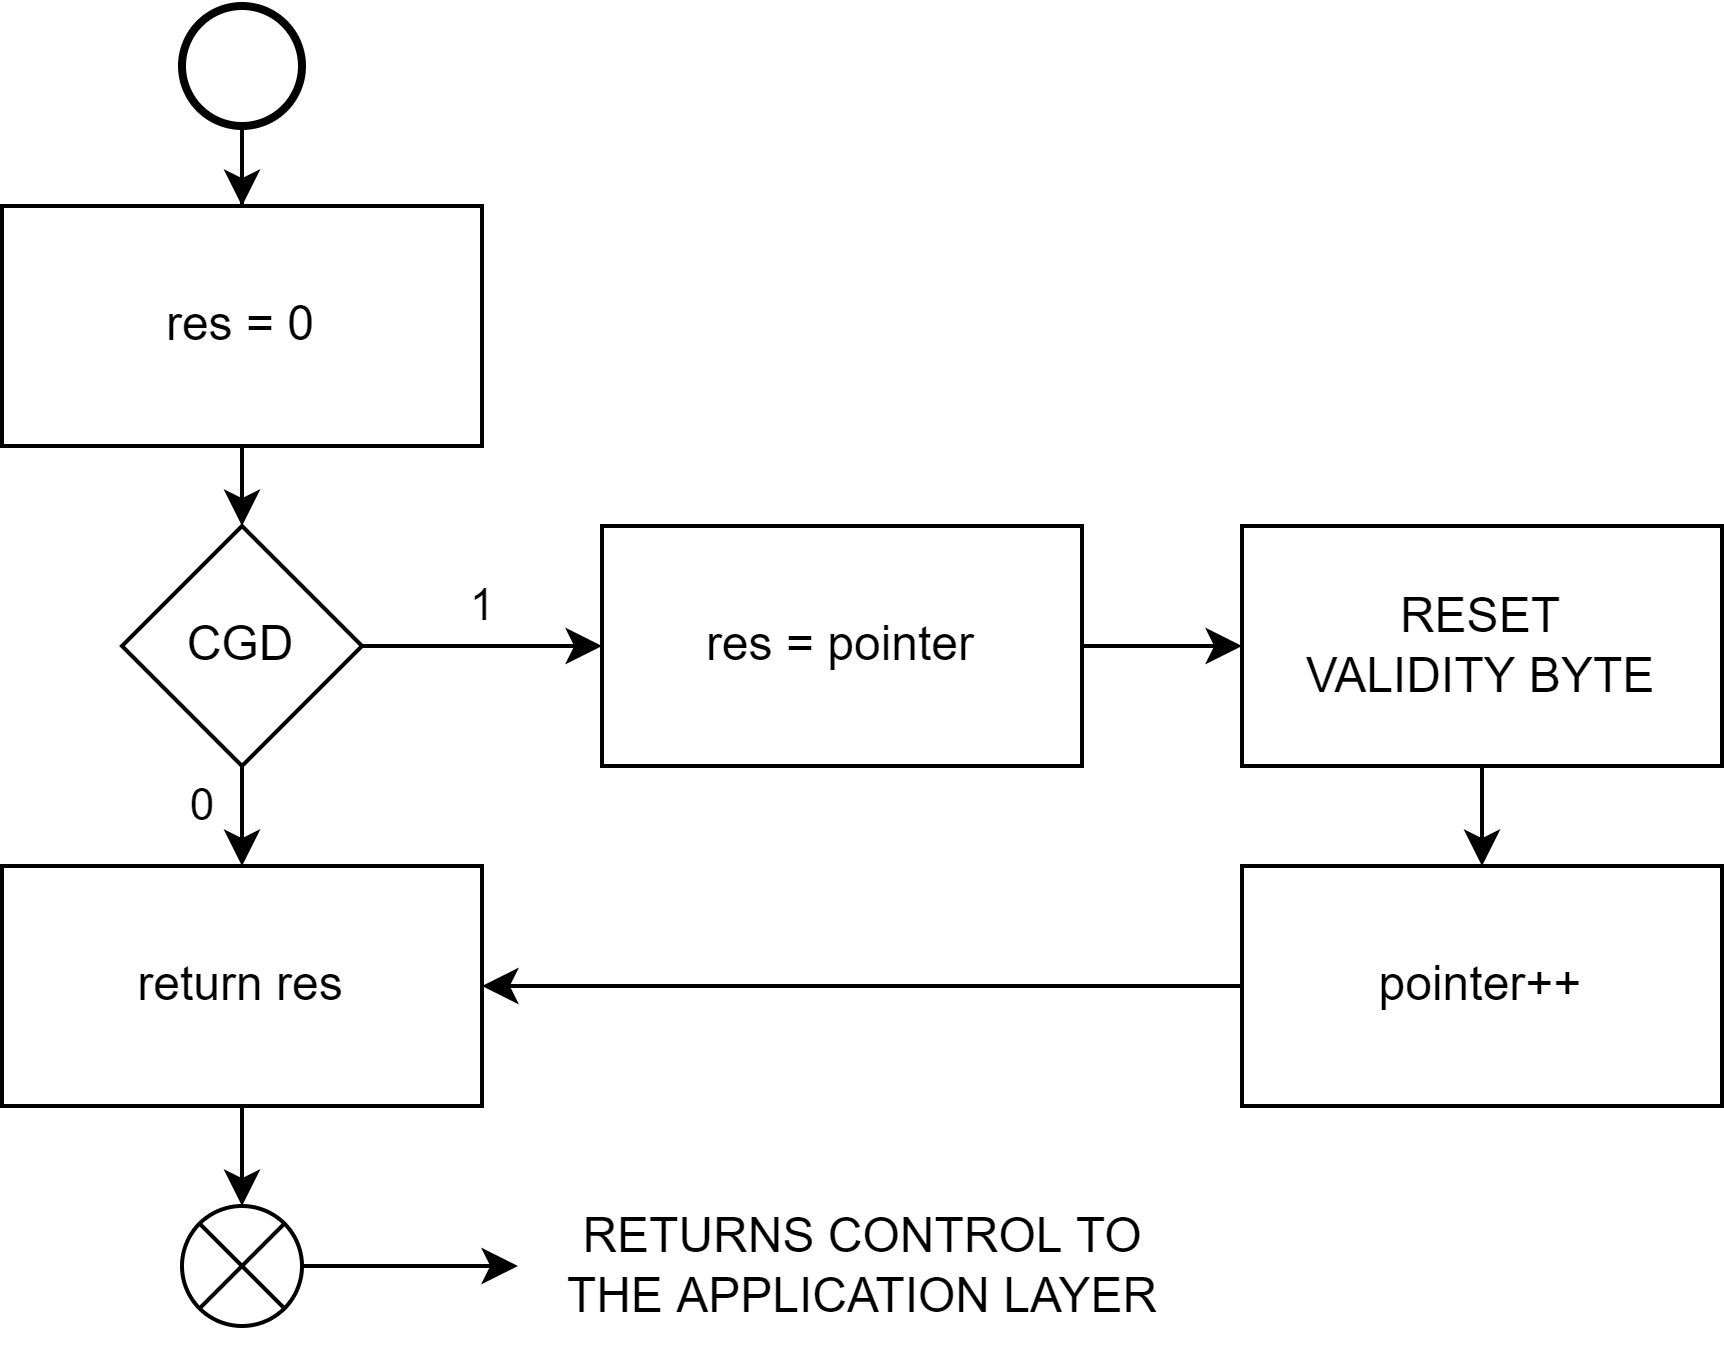 res = 0
CGD
1
res = pointer
RESET
VALIDITY BYTE
0
return res
pointer++
RETURNS CONTROL TO
THE APPLICATION LAYER